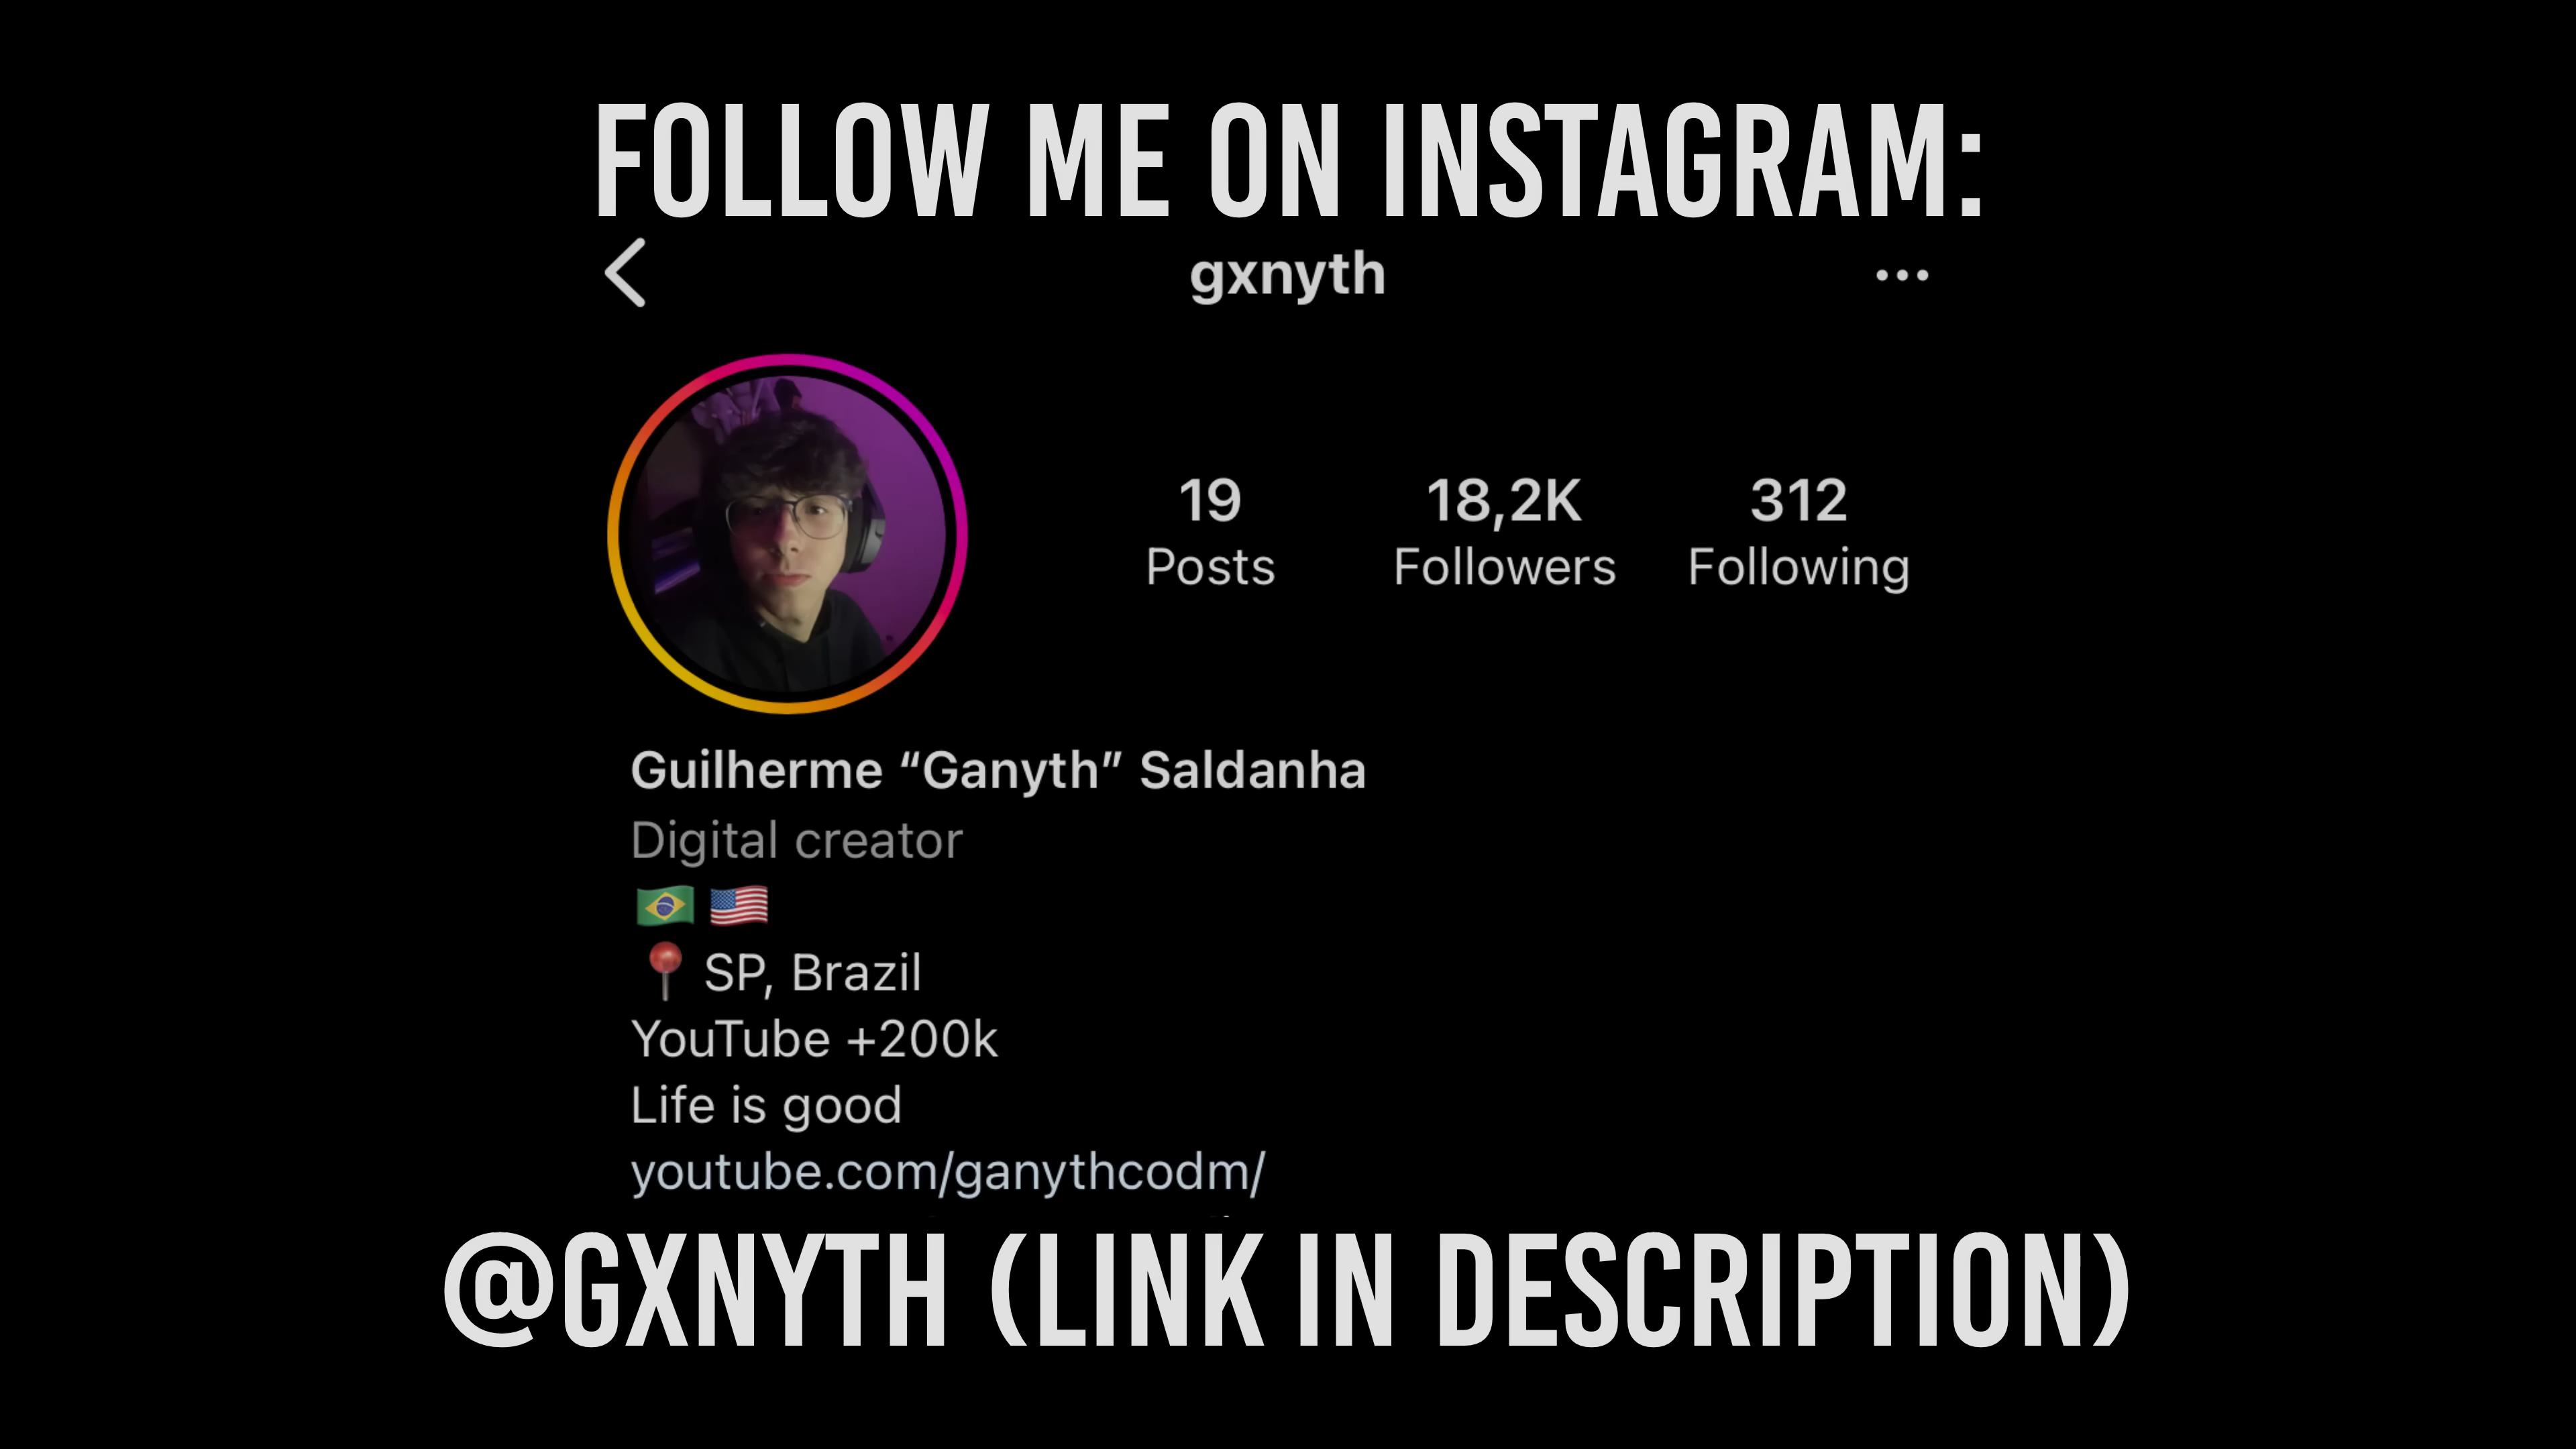 FOLLOW ME ON INSTAGRAM:
gxnyth
19 18,2K 312
Posts Followers Following
Guilherme “Ganyth” Saldanha
Digital creator
SP, Brazil
YouTube +200k
Life is good
youtube.com/ganythcodm/
@GXNYTH (LINK IN DESCRIPTION)